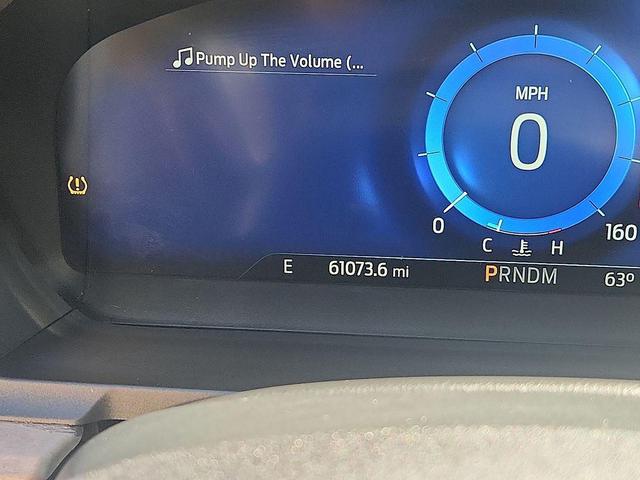 Pump Up The Volume (...
MPH
0
0
160
C H
E 61073.6 mi PRNDM 63°